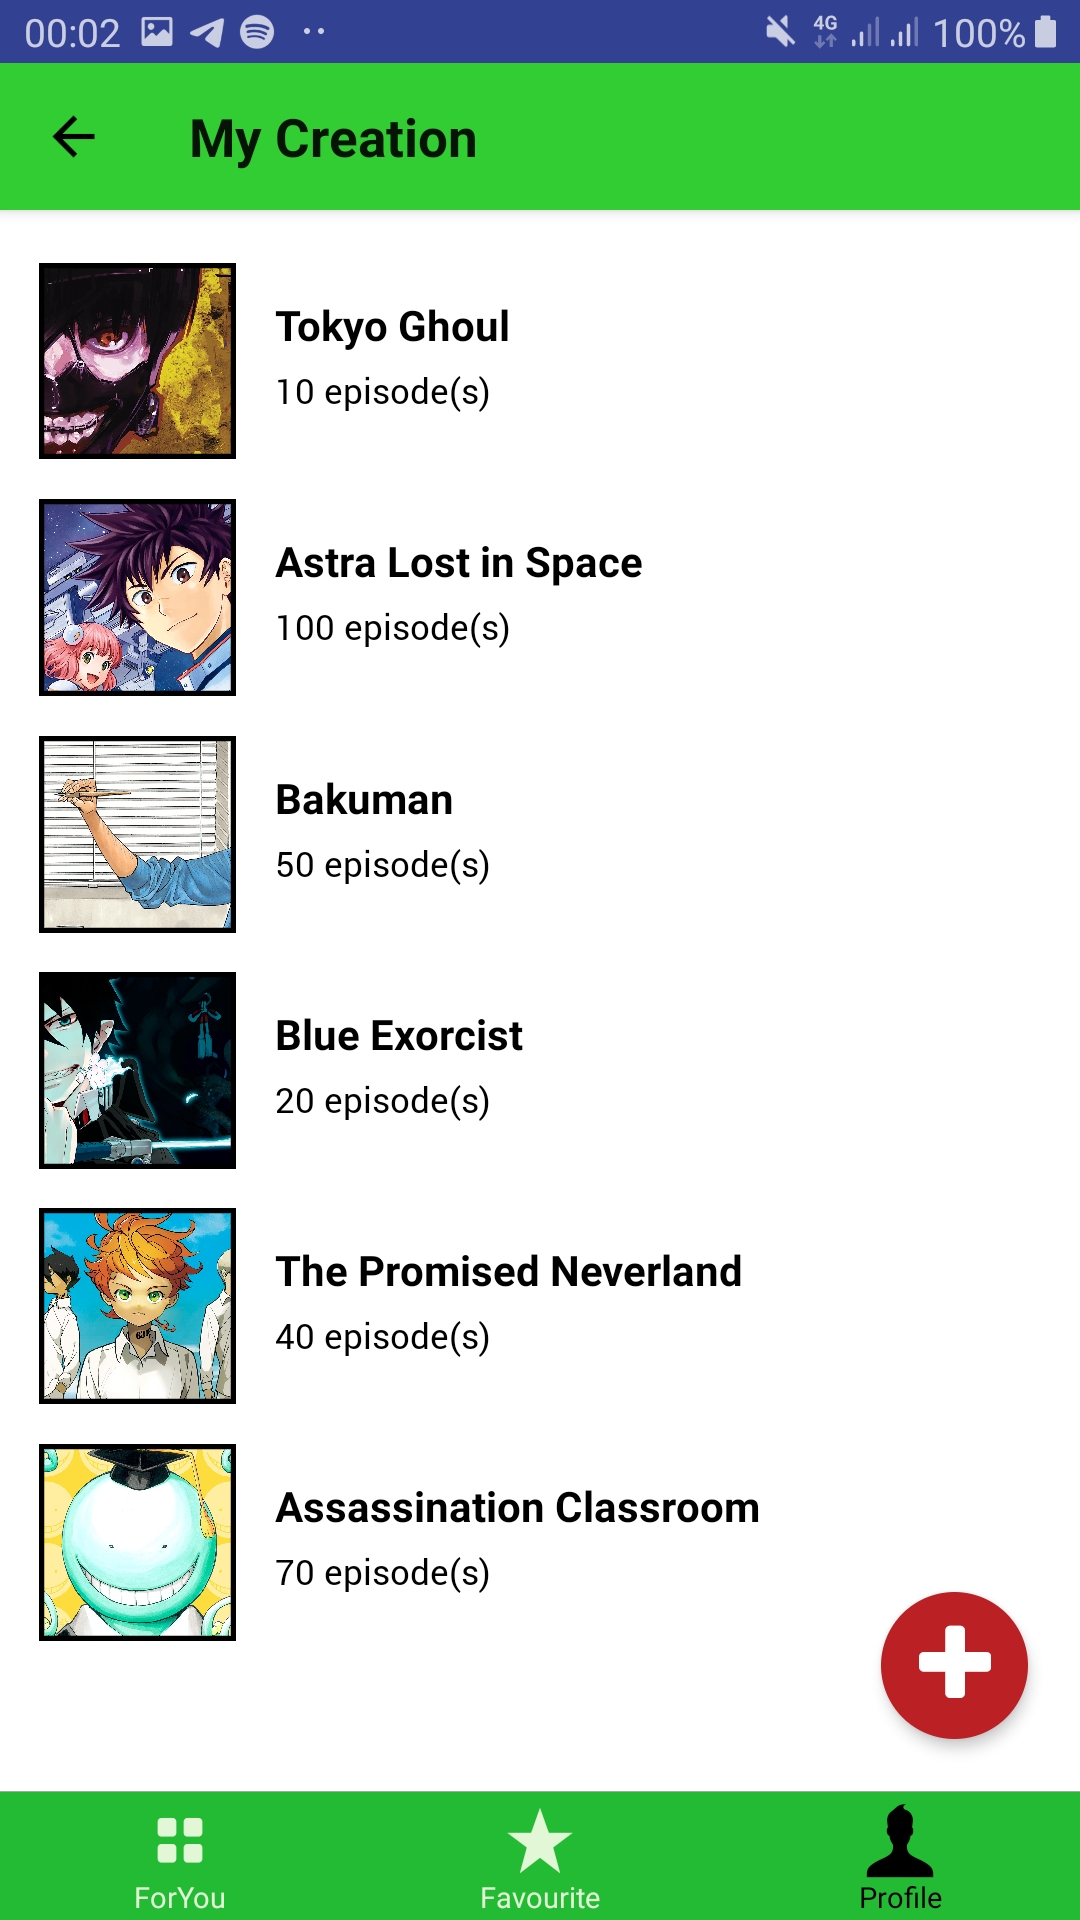 00:02
4G
100%
My Creation
Tokyo Ghoul
10 episode(s)
Astra Lost in Space
100 episode(s)
Bakuman
50 episode(s)
Blue Exorcist
20 episode(s)
The Promised Neverland
40 episode(s)
Assassination Classroom
70 episode(s)
ForYou
Favourite
Profile